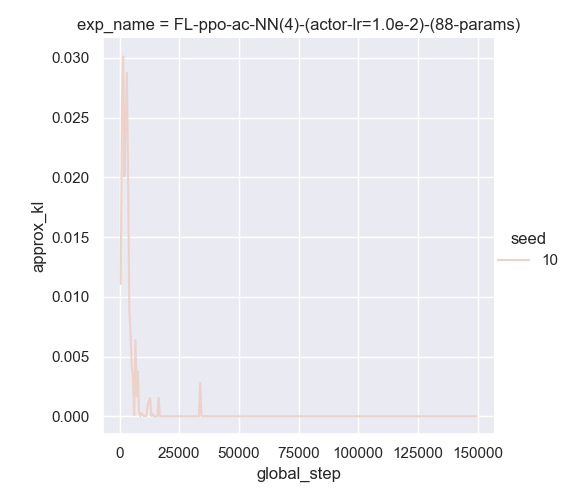 exp_name = FL-ppo-ac-NN(4)-(actor-lr=1.0e-2)-(88-params)
0.030
0.025
0.020
0.015
0.010
0.005
0.000
approx_kl
0 25000 50000 75000 100000 125000 150000
global_step
seed
10